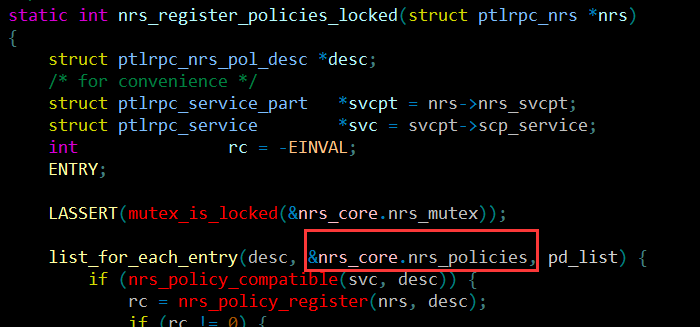 static int nrs_register_policies_locked(struct ptlrpc_nrs *nrs)
{
    struct ptlrpc_nrs_pol_desc *desc;
    /* for convenience */
    struct ptlrpc_service_part   *svcpt = nrs->nrs_svcpt;
    struct ptlrpc_service        *svc = svcpt->scp_service;
    int              rc = -EINVAL;
    ENTRY;

    LASSERT(mutex_is_locked(&nrs_core.nrs_mutex));

    list_for_each_entry(desc, &nrs_core.nrs_policies, pd_list) {
        if (nrs_policy_compatible(svc, desc)) {
            rc = nrs_policy_register(nrs, desc);
            if (rc != 0) {